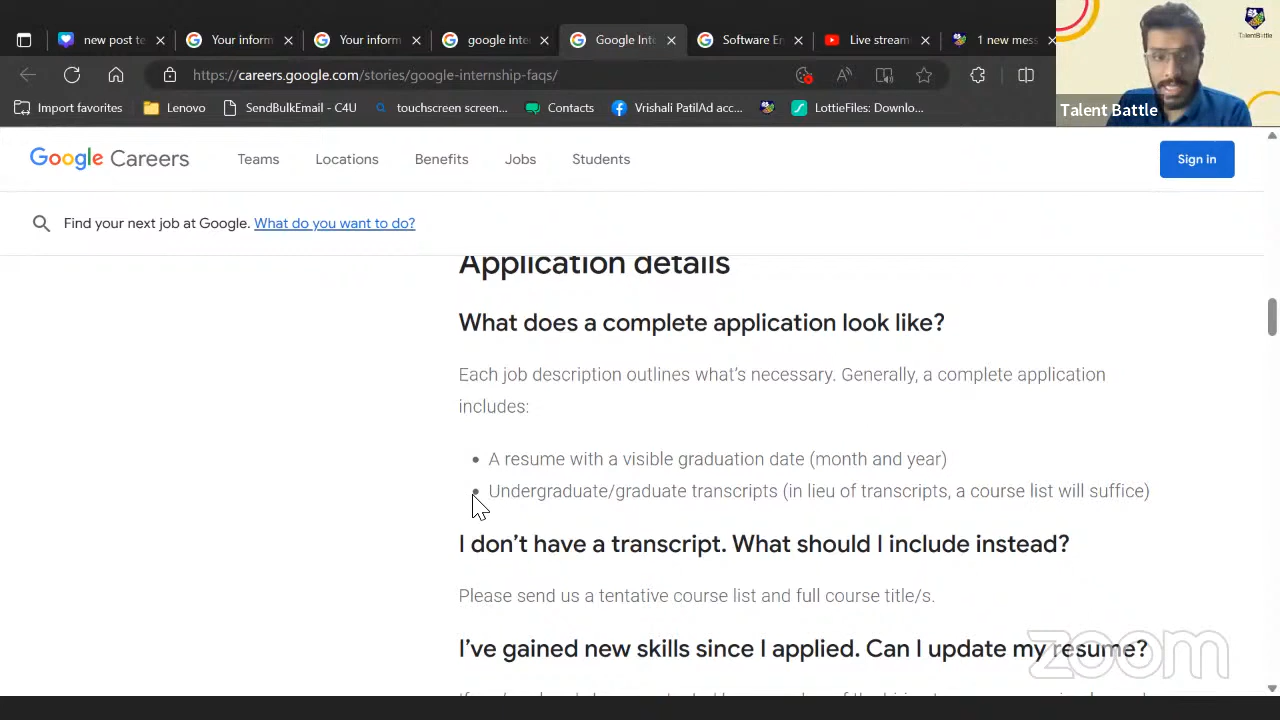 new post te
Your inform
Your inform
google inte
Google Inte
Software En
Live stream
1 new mess
TalentBattle
https://careers.google.com/stories/google-internship-faqs/
Import favorites
Lenovo
SendBulkEmail - C4U
touchscreen screen...
Contacts
Vrishali PatilAd acc...
LottieFiles: Downlo...
Talent Battle
Google Careers
Teams
Locations
Benefits
Jobs
Students
Sign in
Find your next job at Google. What do you want to do?
Application details
What does a complete application look like?
Each job description outlines what's necessary. Generally, a complete application
includes:
• A resume with a visible graduation date (month and year)
• Undergraduate/graduate transcripts (in lieu of transcripts, a course list will suffice)
I don't have a transcript. What should I include instead?
Please send us a tentative course list and full course title/s.
I've gained new skills since I applied. Can I update my resume?
zoom